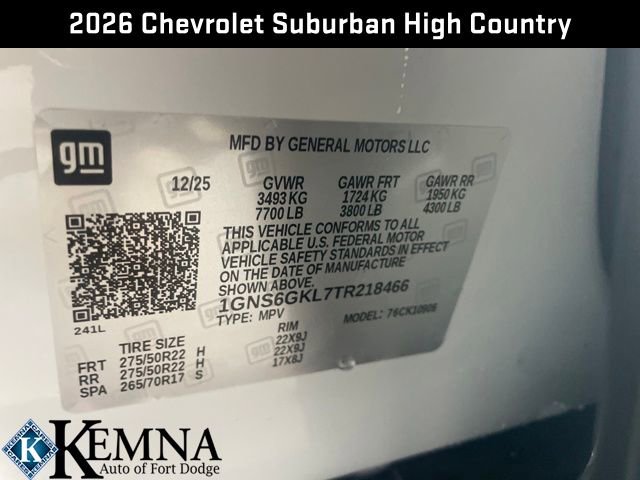 2026 Chevrolet Suburban High Country
gm
MFD BY GENERAL MOTORS LLC
12/25 GVWR GAWR FRT GAWR RR
3493 KG 1724 KG 1950 KG
7700 LB 3800 LB 4300 LB
THIS VEHICLE CONFORMS TO ALL
APPLICABLE U.S. FEDERAL MOTOR
VEHICLE SAFETY STANDARDS IN EFFECT
ON THE DATE OF MANUFACTURE
SHOWN ABOVE.
1GNS6GKL7TR218466
TYPE: MPV MODEL: 76CK10906
241L
TIRE SIZE RIM
FRT 275/50R22 H 22X9J
RR 275/50R22 H 22X9J
SPA 265/70R17 S 17X8J
K
KEMNA
Auto of Fort Dodge